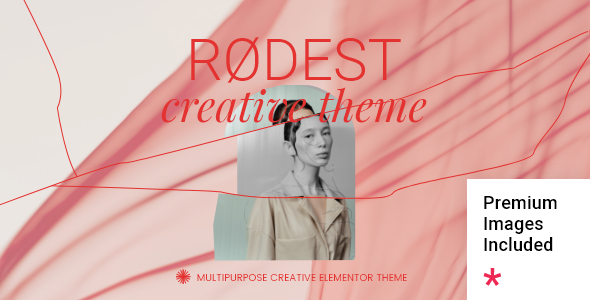 RØDEST
creative theme
MULTIPURPOSE CREATIVE ELEMENTOR THEME
Premium
Images
Included